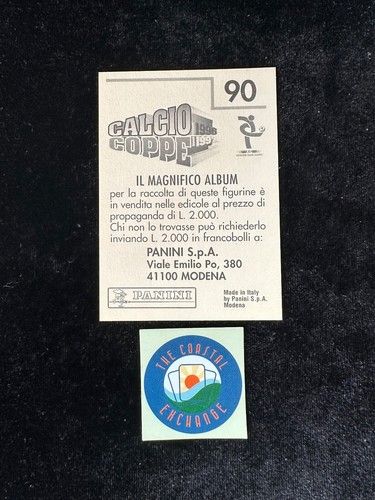 90
CALCIO 1996
COPPE 1997
IL MAGNIFICO ALBUM
per la raccolta di queste figurine è
in vendita nelle edicole al prezzo di
propaganda di L. 2.000.
Chi non lo trovasse può richiederlo
inviando L. 2.000 in francobolli a:
PANINI S.p.A.
Viale Emilio Po, 380
41100 MODENA
PANINI
Made in Italy
by Panini S.p.A.
Modena
THE COASTAL
EXCHANGE